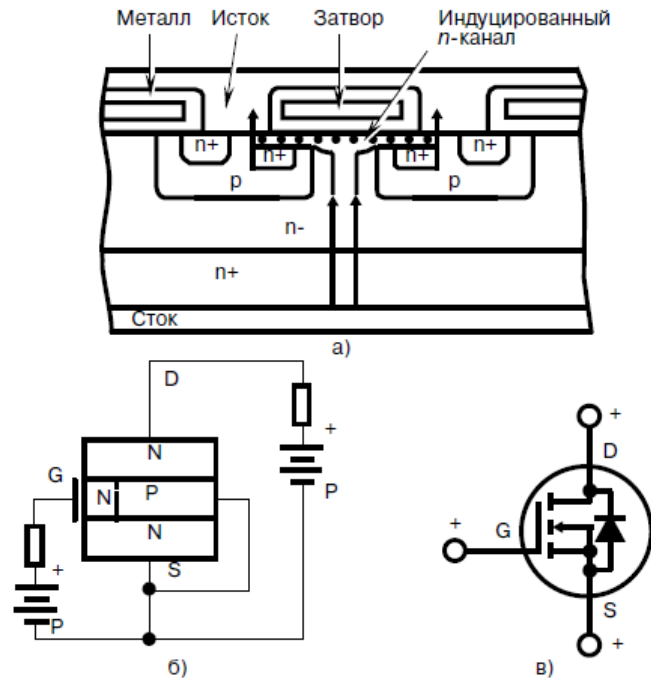 Металл Исток Затвор Индуцированный
n-канал
n+ n+ n+ n+
p p
n-
n+
Сток
а)
D
+
N
G N P P
N
S
+
P
б)
+
D
+ G
S
+
в)